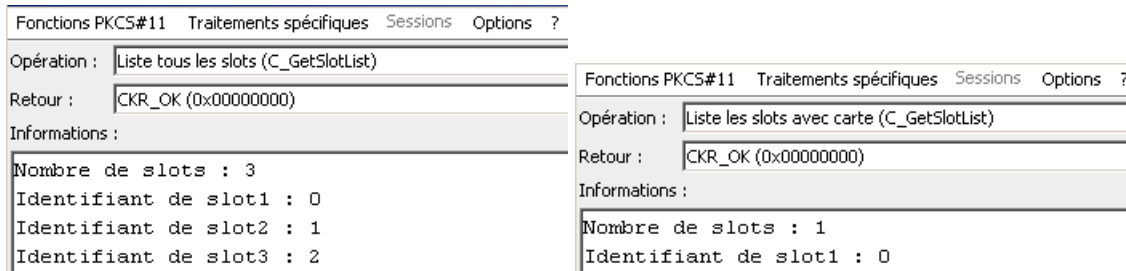 Fonctions PKCS#11 Traitements spécifiques Sessions Options ?
Opération : Liste tous les slots (C_GetSlotList)
Retour : CKR_OK (0x00000000)
Informations :
Nombre de slots : 3
Identifiant de slot1 : 0
Identifiant de slot2 : 1
Identifiant de slot3 : 2
Fonctions PKCS#11 Traitements spécifiques Sessions Options ?
Opération : Liste les slots avec carte (C_GetSlotList)
Retour : CKR_OK (0x00000000)
Informations :
Nombre de slots : 1
Identifiant de slot1 : 0